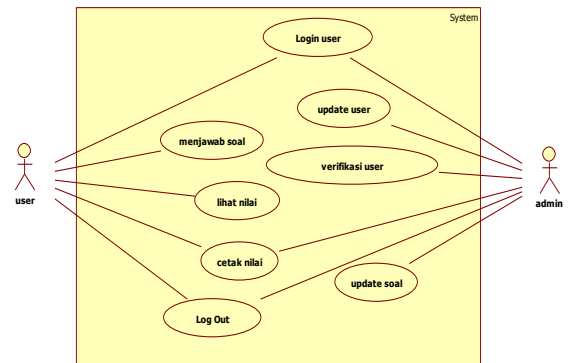 System
Login user
update user
menjawab soal
verifikasi user
user
lihat nilai
admin
cetak nilai
update soal
Log Out